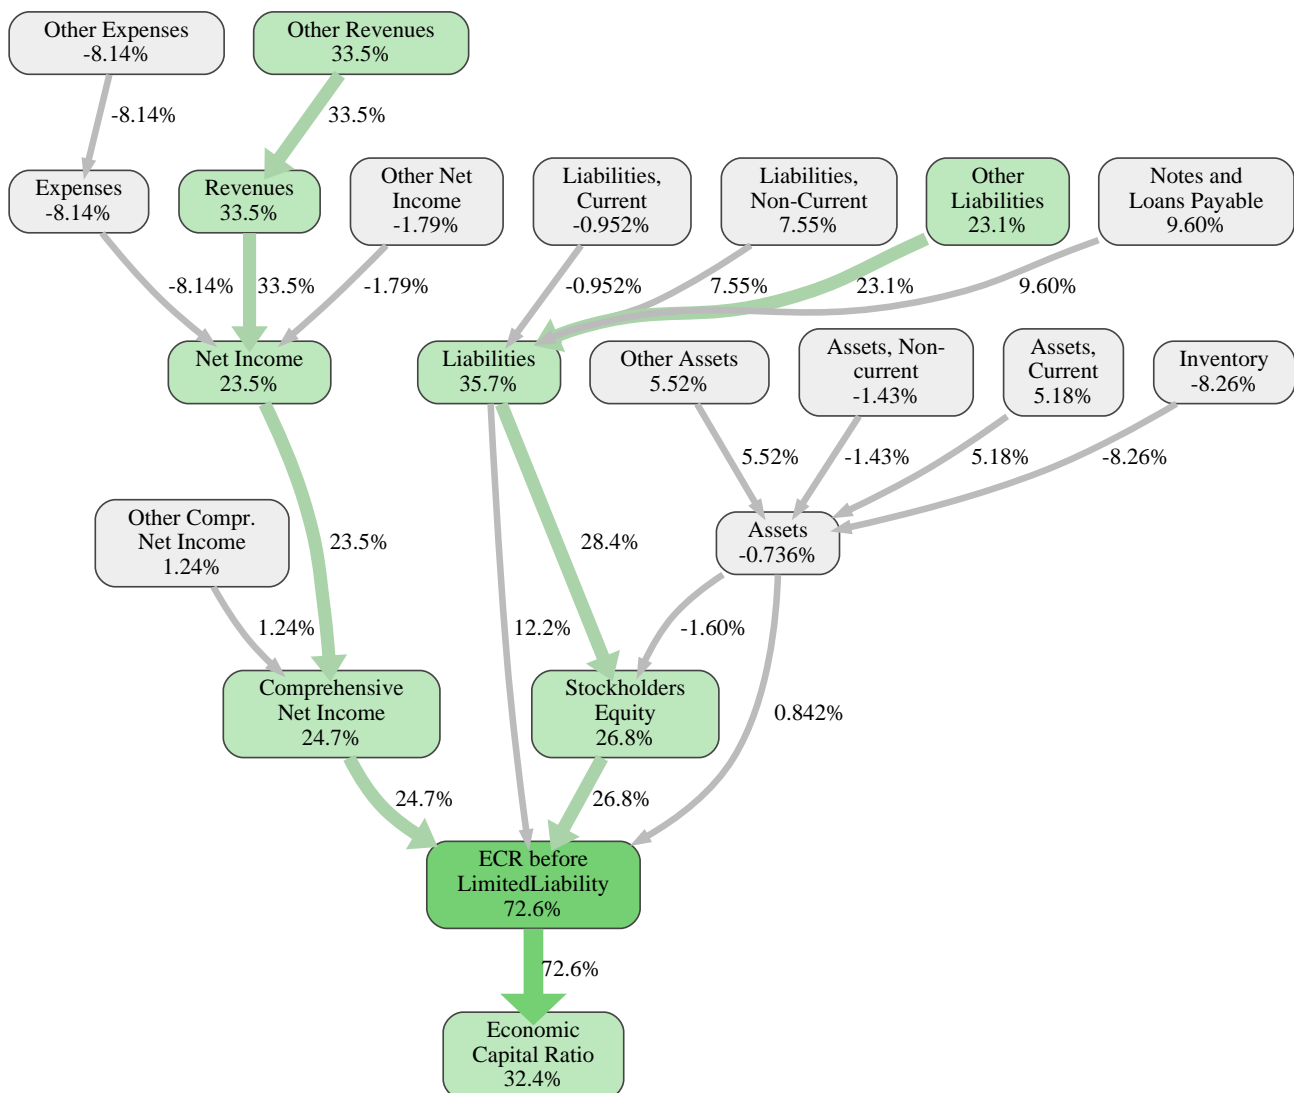 Other Expenses
-8.14%
Other Revenues
33.5%
-8.14%
33.5%
Expenses
-8.14%
Revenues
33.5%
Other Net
Income
-1.79%
Liabilities,
Current
-0.952%
Liabilities,
Non-Current
7.55%
Other
Liabilities
23.1%
Notes and
Loans Payable
9.60%
-8.14%
33.5%
-1.79%
-0.952%
7.55%
23.1%
9.60%
Net Income
23.5%
Liabilities
35.7%
Other Assets
5.52%
Assets, Non-
current
-1.43%
Assets,
Current
5.18%
Inventory
-8.26%
5.52%
-1.43%
5.18%
-8.26%
Other Compr.
Net Income
1.24%
23.5%
28.4%
Assets
-0.736%
1.24%
12.2%
-1.60%
0.842%
Comprehensive
Net Income
24.7%
Stockholders
Equity
26.8%
24.7%
26.8%
ECR before
LimitedLiability
72.6%
72.6%
Economic
Capital Ratio
32.4%